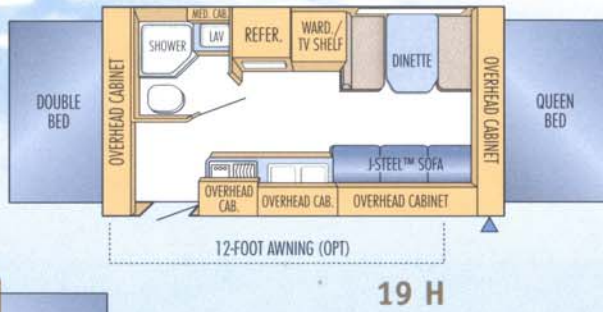 MED. CAB.
SHOWER
LAV
REFER.
WARD./
TV SHELF
DINETTE
DOUBLE
BED
OVERHEAD CABINET
OVERHEAD CABINET
QUEEN
BED
J-STEEL™ SOFA
OVERHEAD
CAB.
OVERHEAD CAB.
OVERHEAD CABINET
12-FOOT AWNING (OPT)
19 H